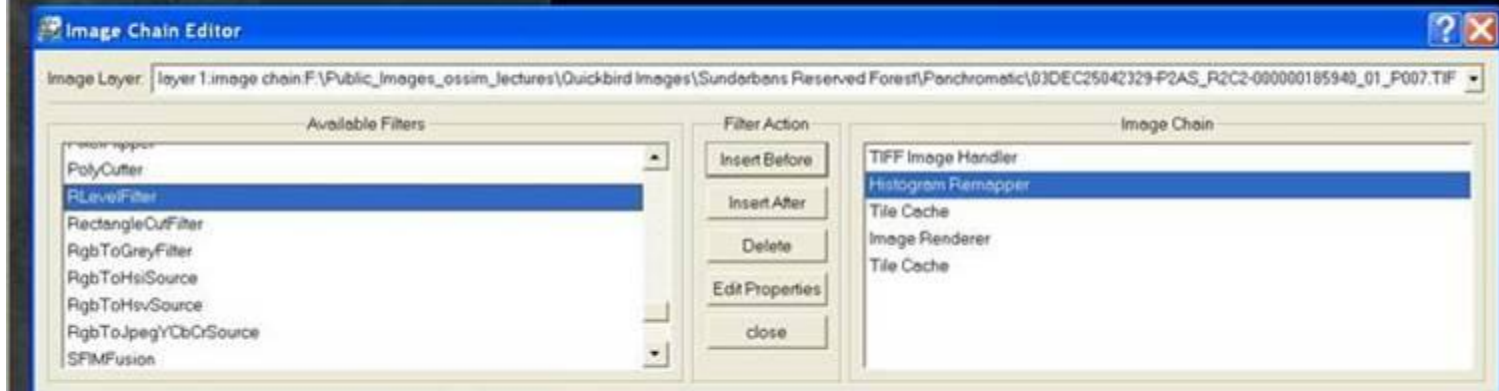 Image Chain Editor
Image Layer: layer 1:image chain:F:\Public_Images_ossim_lectures\Quickbird Images\Sundarbans Reserved Forest\Panchromatic\03DEC25042329-P2AS_R2C2-000000185940_01_P007.TIF
Available Filters
PolyCutter
RLevelFilter
RectangleCutFilter
RgbToGreyFilter
RgbToHsiSource
RgbToHsvSource
RgbToJpegYCbCrSource
SFIMFusion
Filter Action
Insert Before
Insert After
Delete
Edit Properties
close
Image Chain
TIFF Image Handler
Histogram Remapper
Tile Cache
Image Renderer
Tile Cache